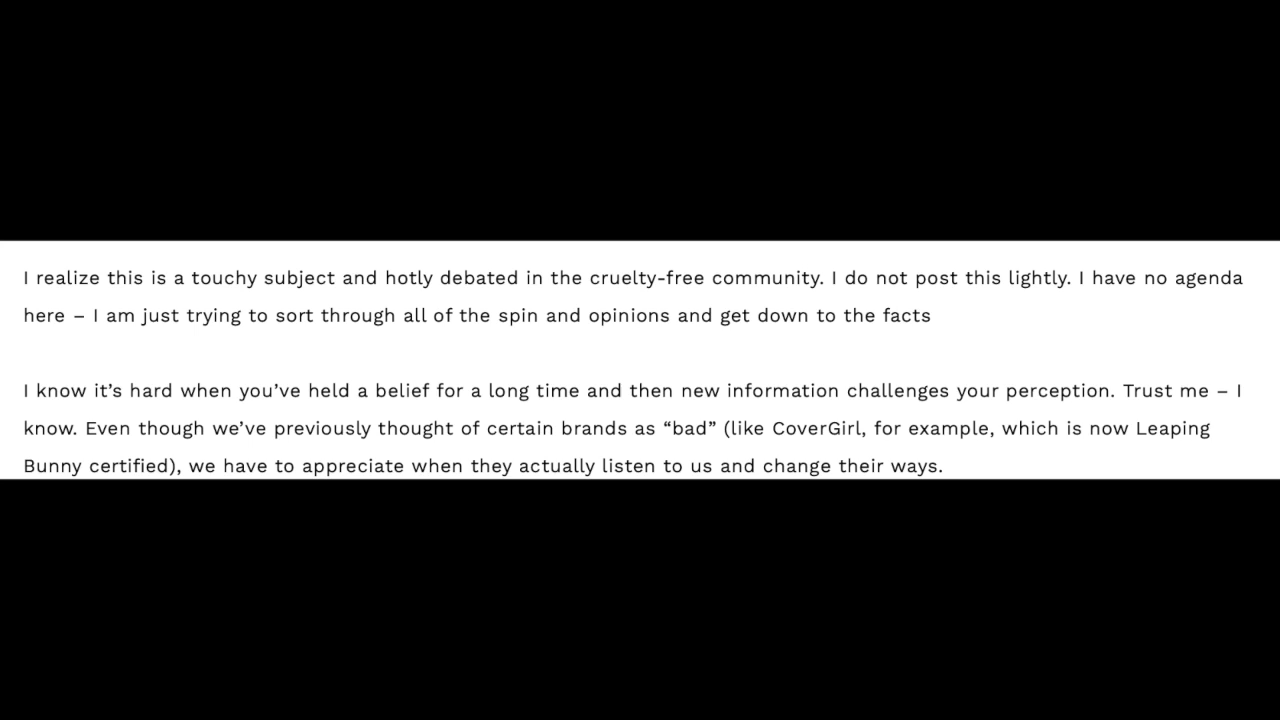 I realize this is a touchy subject and hotly debated in the cruelty-free community. I do not post this lightly. I have no agenda
here – I am just trying to sort through all of the spin and opinions and get down to the facts
I know it’s hard when you’ve held a belief for a long time and then new information challenges your perception. Trust me – I
know. Even though we’ve previously thought of certain brands as “bad” (like CoverGirl, for example, which is now Leaping
Bunny certified), we have to appreciate when they actually listen to us and change their ways.